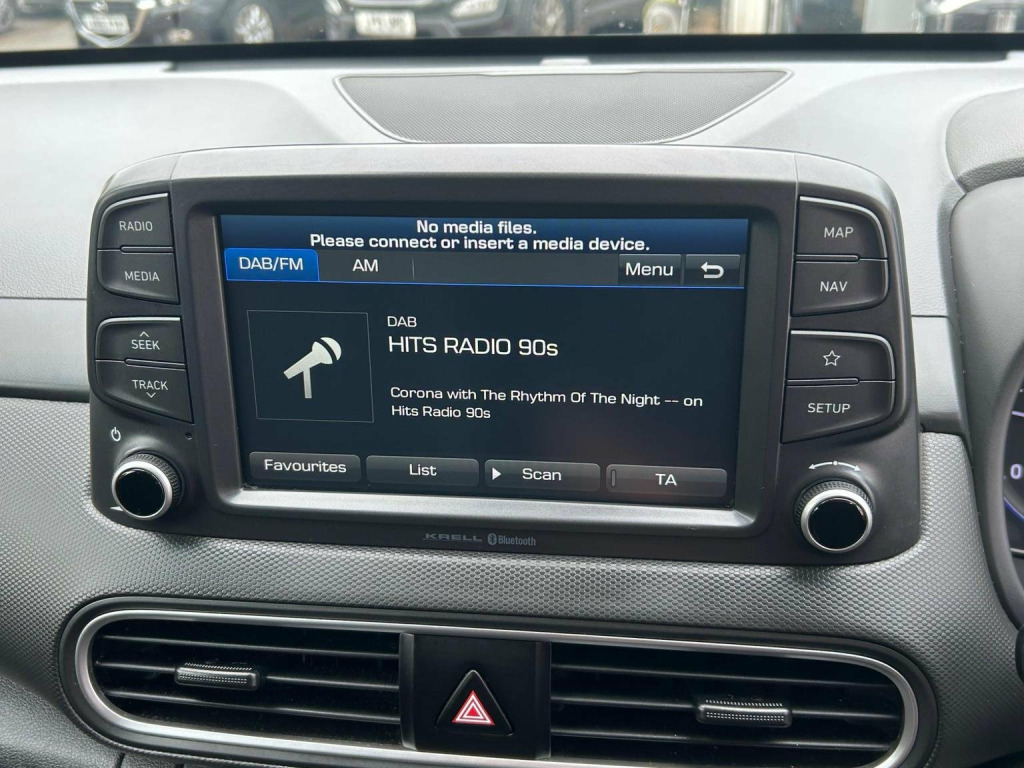 No media files.
Please connect or insert a media device.
DAB/FM
AM
Menu
DAB
HITS RADIO 90s
Corona with The Rhythm Of The Night -- on
Hits Radio 90s
Favourites
List
Scan
TA
RADIO
MEDIA
SEEK
TRACK
MAP
NAV
SETUP
KRELL
Bluetooth
0